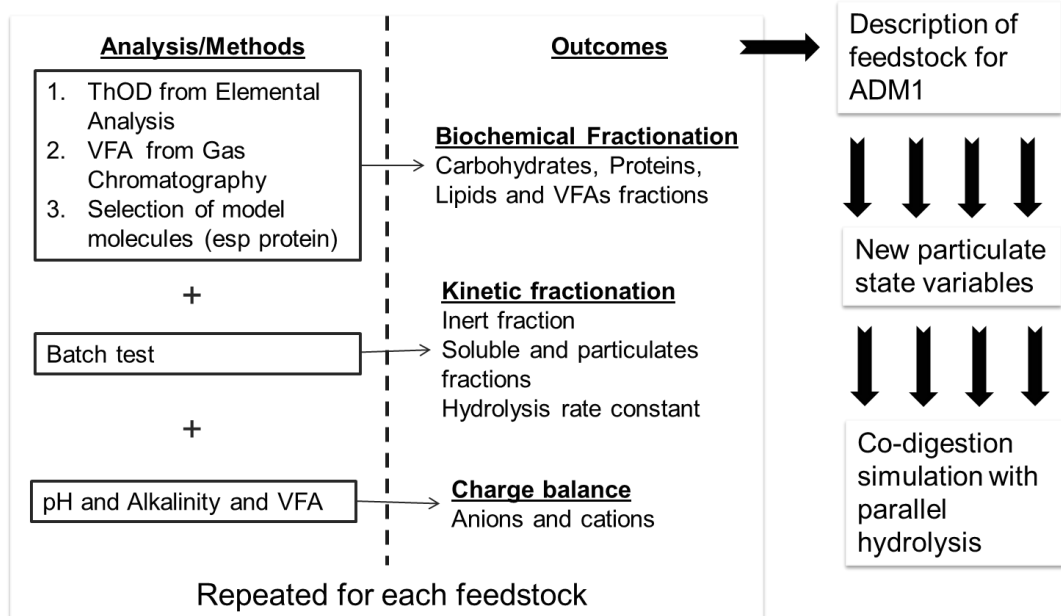 Analysis/Methods
1. ThOD from Elemental
Analysis
2. VFA from Gas
Chromatography
3. Selection of model
molecules (esp protein)
+
Batch test
+
pH and Alkalinity and VFA
Outcomes
Biochemical Fractionation
Carbohydrates, Proteins,
Lipids and VFAs fractions
Kinetic fractionation
Inert fraction
Soluble and particulates
fractions
Hydrolysis rate constant
Charge balance
Anions and cations
Repeated for each feedstock
Description of
feedstock for
ADM1
New particulate
state variables
Co-digestion
simulation with
parallel
hydrolysis